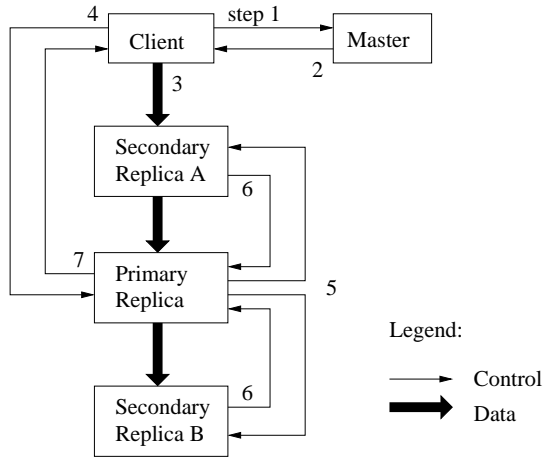 4
step 1
Client
Master
2
3
Secondary
Replica A
6
7
Primary
Replica
5
Legend:
6
Control
Secondary
Replica B
Data